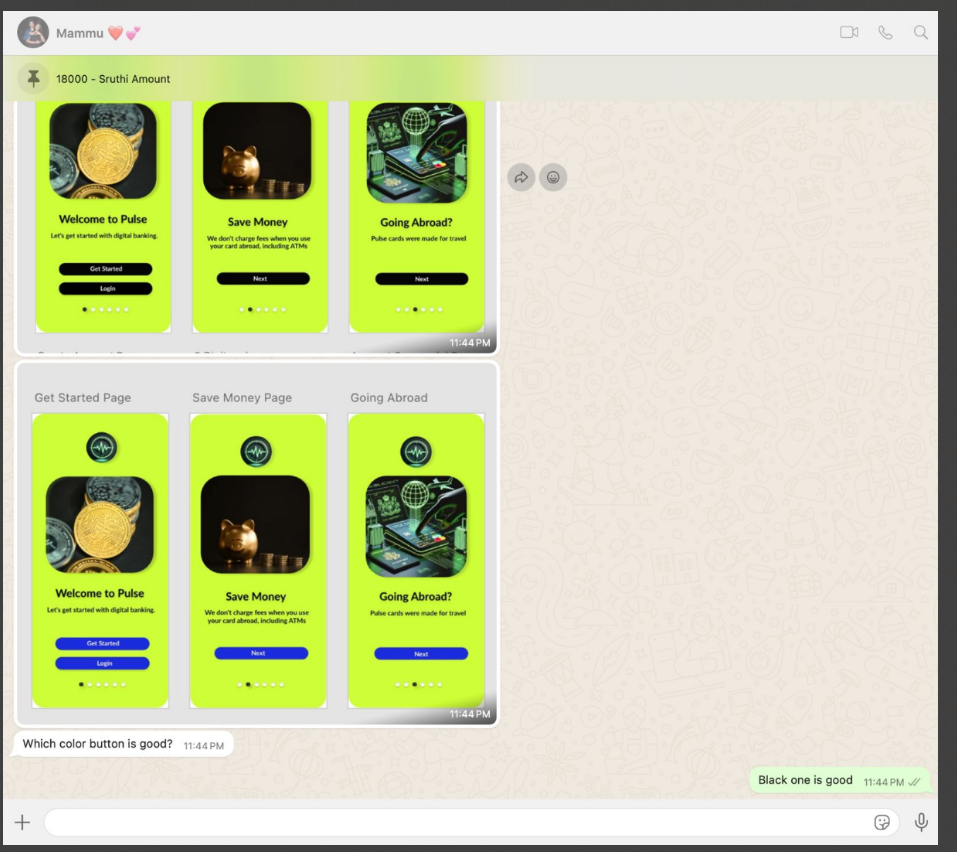 Mammu ❤️💕
18000 - Sruthi Amount
Welcome to Pulse
Let's get started with digital banking.
Get Started
Login
Save Money
We don't charge fees when you use
your card abroad, including ATMs
Next
Going Abroad?
Pulse cards were made for travel
Next
11:44 PM
Get Started Page
Save Money Page
Going Abroad
Welcome to Pulse
Let's get started with digital banking.
Get Started
Login
Save Money
We don't charge fees when you use
your card abroad, including ATMs
Next
Going Abroad?
Pulse cards were made for travel
Next
11:44 PM
Which color button is good? 11:44 PM
Black one is good 11:44 PM